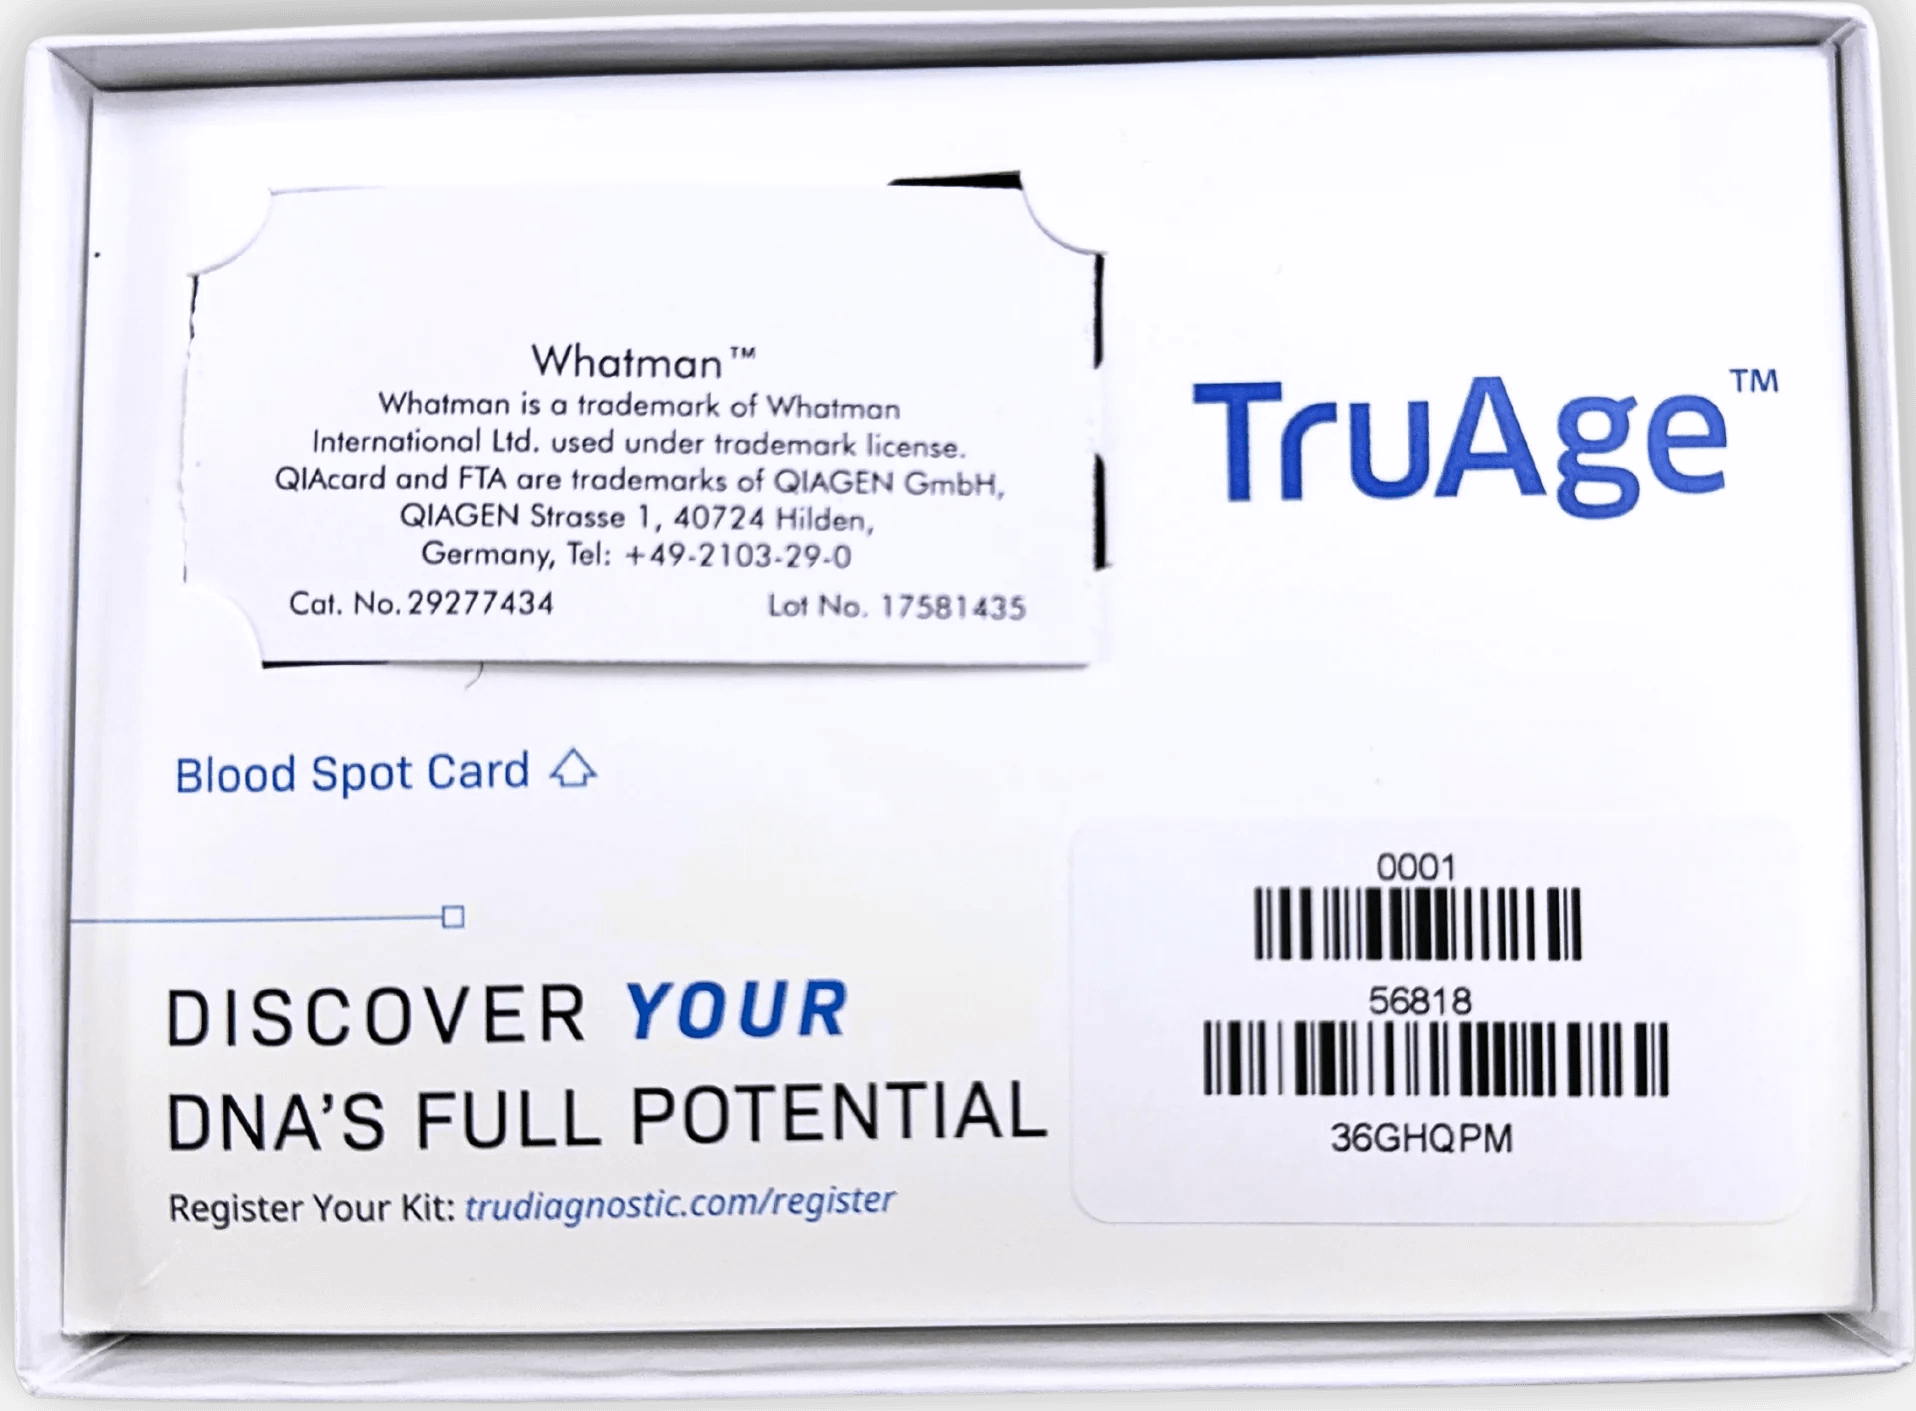 Whatman™
Whatman is a trademark of Whatman
International Ltd. used under trademark license.
QIAcard and FTA are trademarks of QIAGEN GmbH,
QIAGEN Strasse 1, 40724 Hilden,
Germany, Tel: +49-2103-29-0
Cat. No. 29277434 Lot No. 17581435
TruAge™
Blood Spot Card
DISCOVER YOUR
DNA’S FULL POTENTIAL
Register Your Kit: trudiagnostic.com/register
0001
56818
36GHQPM